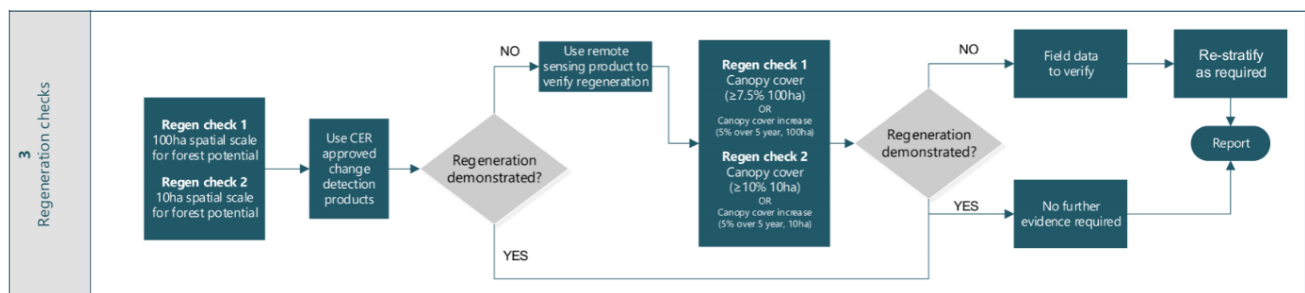 3
Regeneration checks
Regen check 1
100ha spatial scale
for forest potential
Regen check 2
10ha spatial scale
for forest potential
Use CER
approved
change
detection
products
Regeneration
demonstrated?
NO
YES
Use remote
sensing product to
verify regeneration
Regen check 1
Canopy cover
(≥7.5% 100ha)
OR
Canopy cover increase
(5% over 5 year, 100ha)
Regen check 2
Canopy cover
(≥10% 10ha)
OR
Canopy cover increase
(5% over 5 year, 10ha)
Regeneration
demonstrated?
NO
YES
Field data
to verify
Re-stratify
as required
No further
evidence required
Report